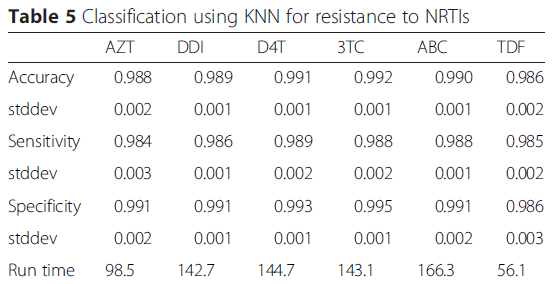 Table 5 Classification using KNN for resistance to NRTIs
AZT DDI D4T 3TC ABC TDF
Accuracy 0.988 0.989 0.991 0.992 0.990 0.986
stddev 0.002 0.001 0.001 0.001 0.001 0.002
Sensitivity 0.984 0.986 0.989 0.988 0.988 0.985
stddev 0.003 0.001 0.002 0.002 0.001 0.002
Specificity 0.991 0.991 0.993 0.995 0.991 0.986
stddev 0.002 0.001 0.001 0.001 0.002 0.003
Run time 98.5 142.7 144.7 143.1 166.3 56.1